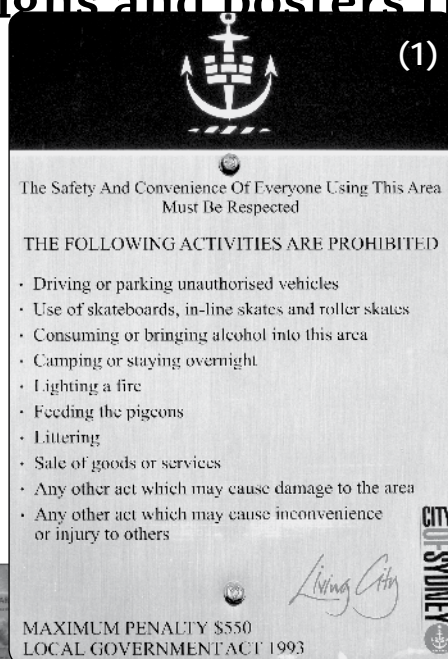 signs and posters
(1)
The Safety And Convenience Of Everyone Using This Area
Must Be Respected
THE FOLLOWING ACTIVITIES ARE PROHIBITED
· Driving or parking unauthorised vehicles
· Use of skateboards, in-line skates and roller skates
· Consuming or bringing alcohol into this area
· Camping or staying overnight
· Lighting a fire
· Feeding the pigeons
· Littering
· Sale of goods or services
· Any other act which may cause damage to the area
· Any other act which may cause inconvenience
or injury to others
Living City
CITY OF SYDNEY
MAXIMUM PENALTY $550
LOCAL GOVERNMENT ACT 1993